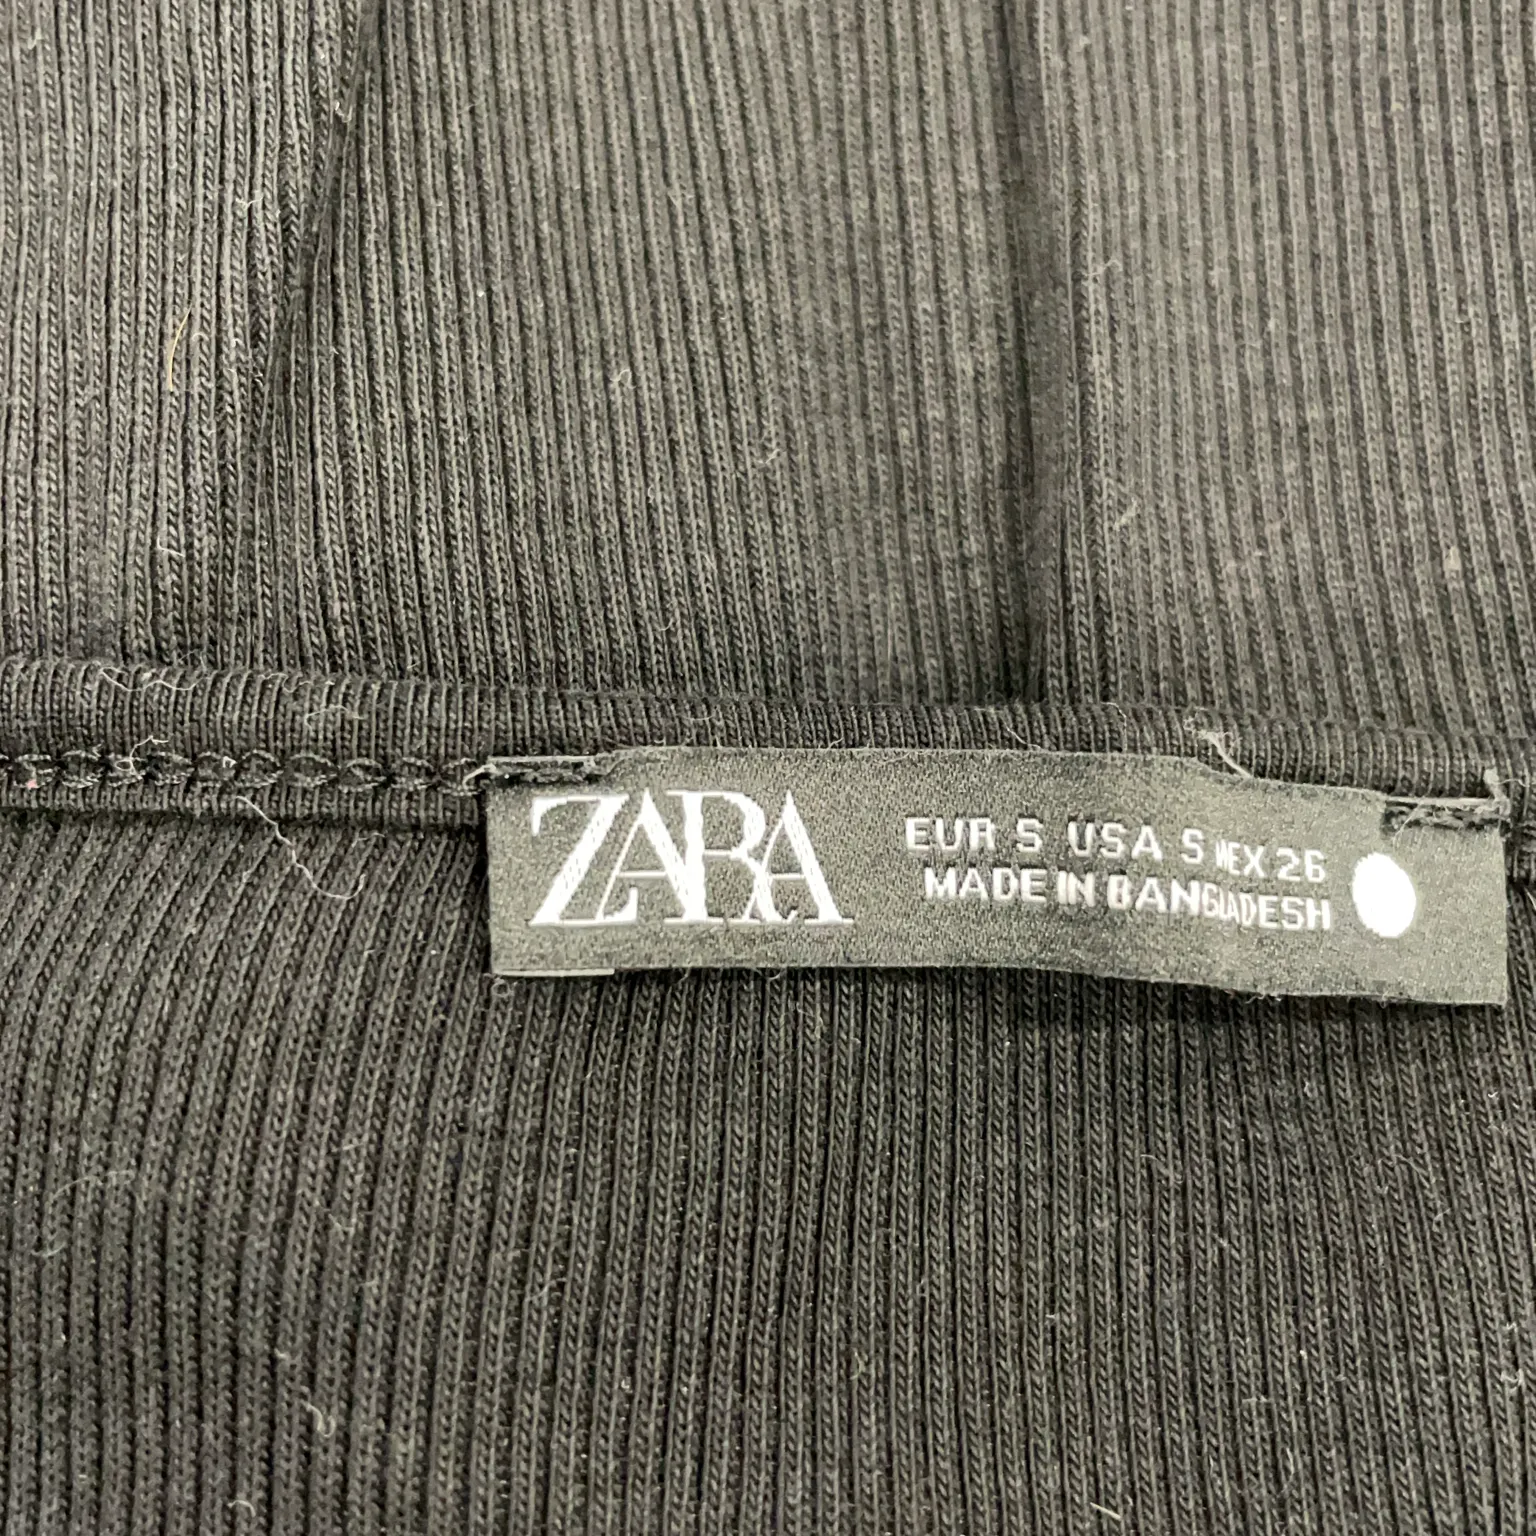 ZARA
EUR S USA S MEX 26
MADE IN BANGLADESH